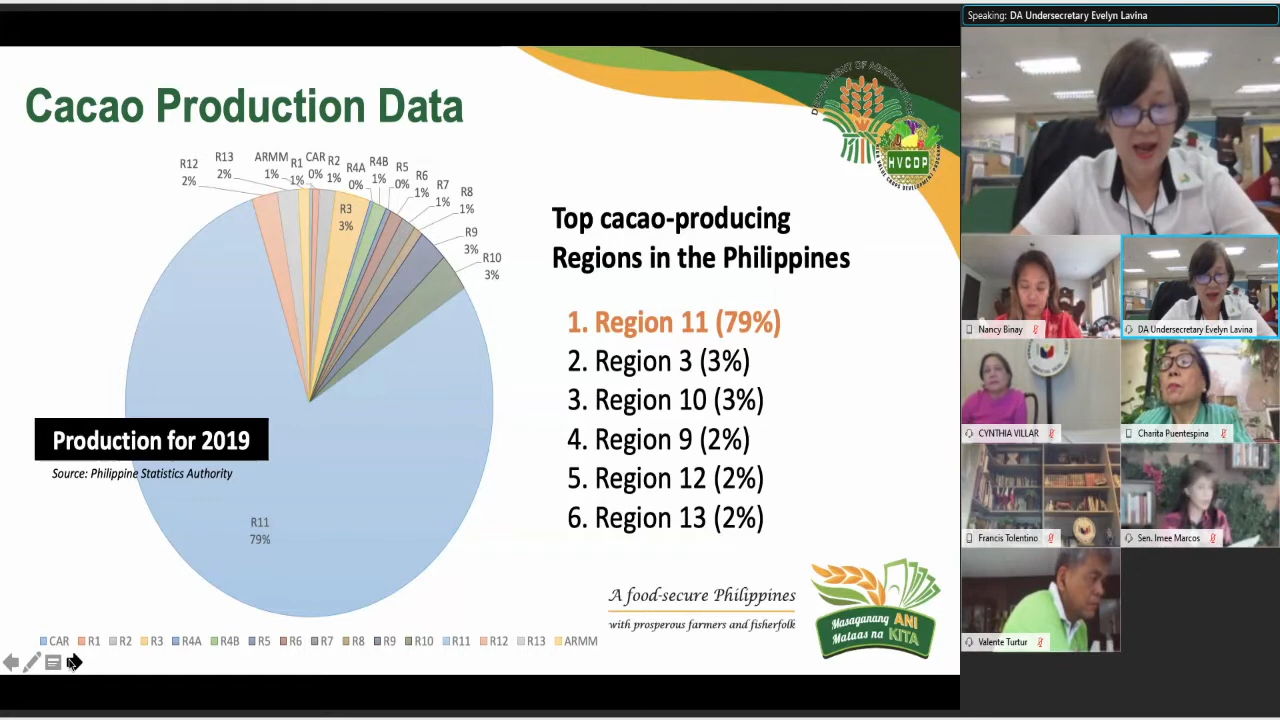 Speaking: DA Undersecretary Evelyn Lavina
Cacao Production Data
DEPARTMENT OF AGRICULTURE
HVCDP
R12
2%
R13
2%
ARMM
1%
R1
1%
CAR
0%
R2
1%
R4A
0%
R4B
1%
R5
0%
R6
1%
R7
1%
R8
1%
R3
3%
R9
3%
R10
3%
R11
79%
Production for 2019
Source: Philippine Statistics Authority
CAR R1 R2 R3 R4A R4B R5 R6 R7 R8 R9 R10 R11 R12 R13 ARMM
Top cacao-producing
Regions in the Philippines
1. Region 11 (79%)
2. Region 3 (3%)
3. Region 10 (3%)
4. Region 9 (2%)
5. Region 12 (2%)
6. Region 13 (2%)
A food-secure Philippines
with prosperous farmers and fisherfolk
Masaganang ANI
Mataas na KITA
Nancy Binay
DA Undersecretary Evelyn Lavina
CYNTHIA VILLAR
Charita Puentespina
Francis Tolentino
Sen. Imee Marcos
Valente Turtur